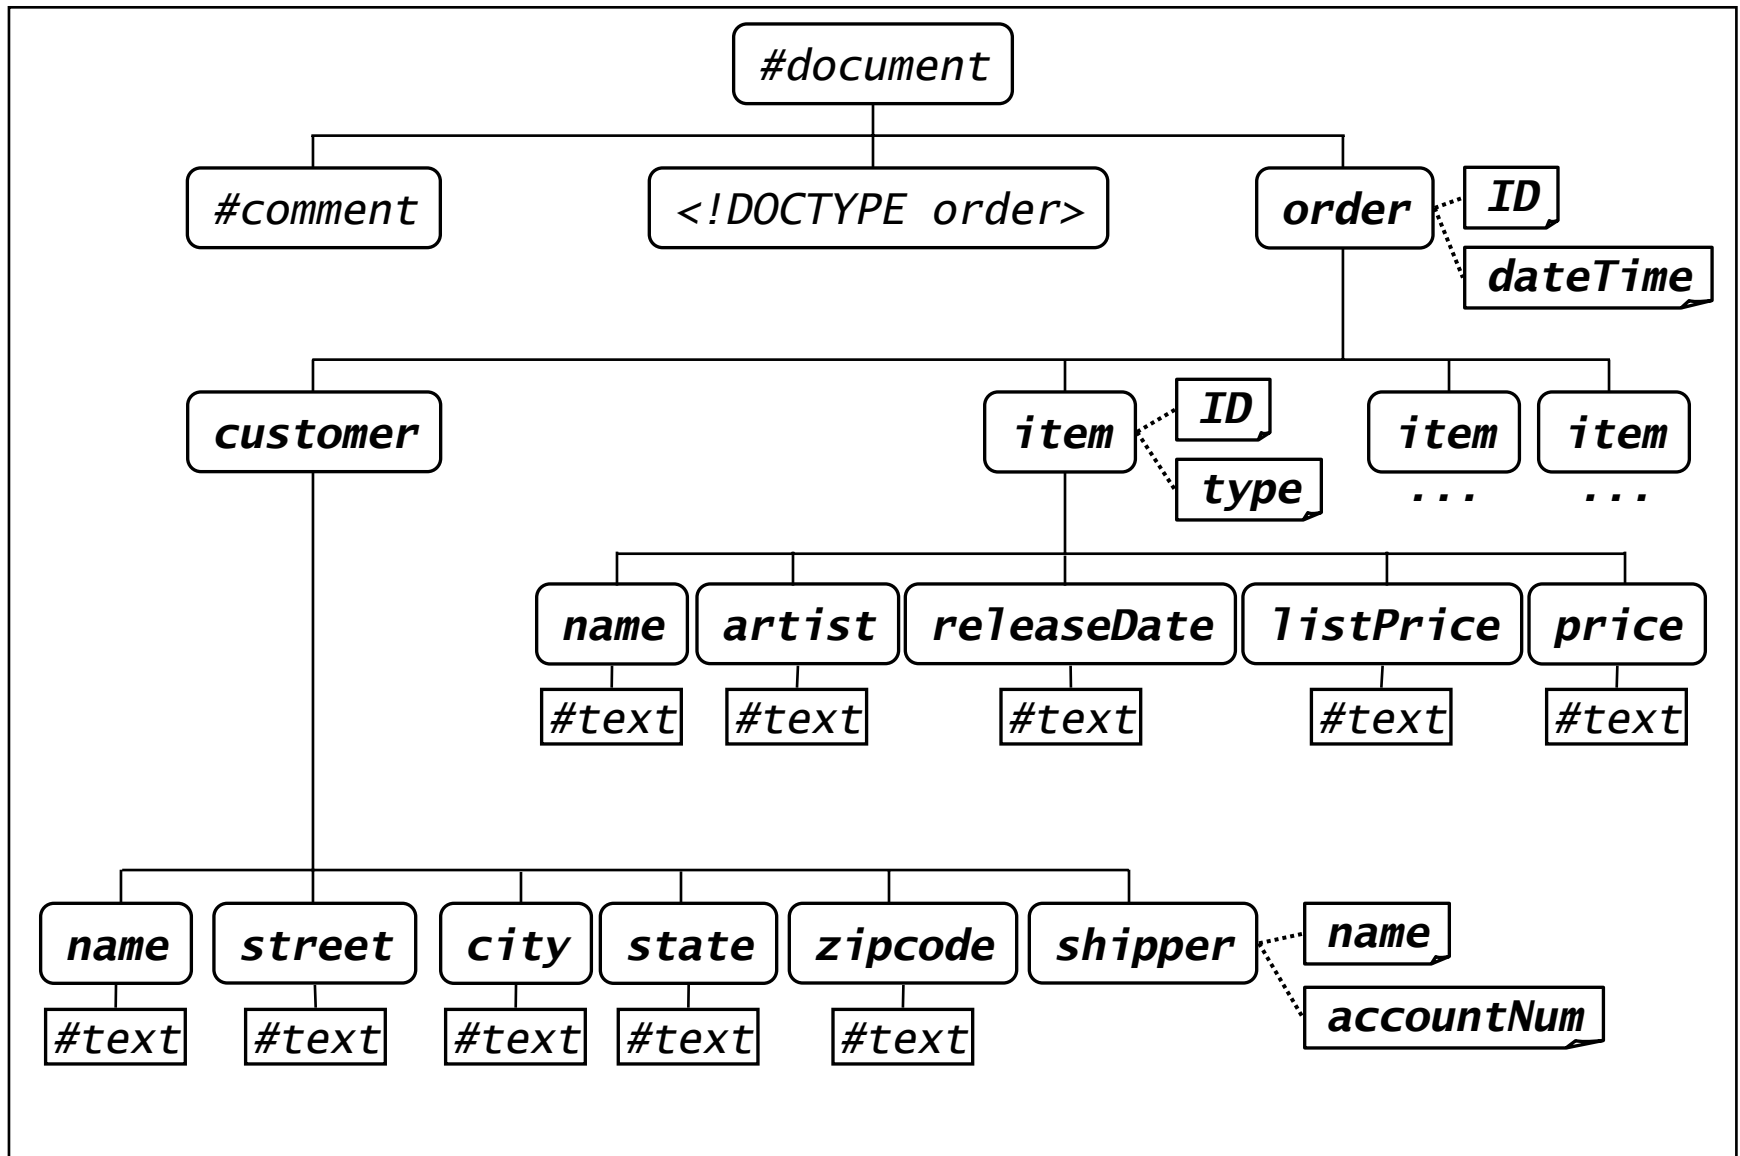 #document
#comment <!DOCTYPE order> order ID
dateTime
customer item ID item item
type ... ...
name artist releaseDate listPrice price
#text #text #text #text #text
name street city state zipcode shipper name
#text #text #text #text #text accountNum